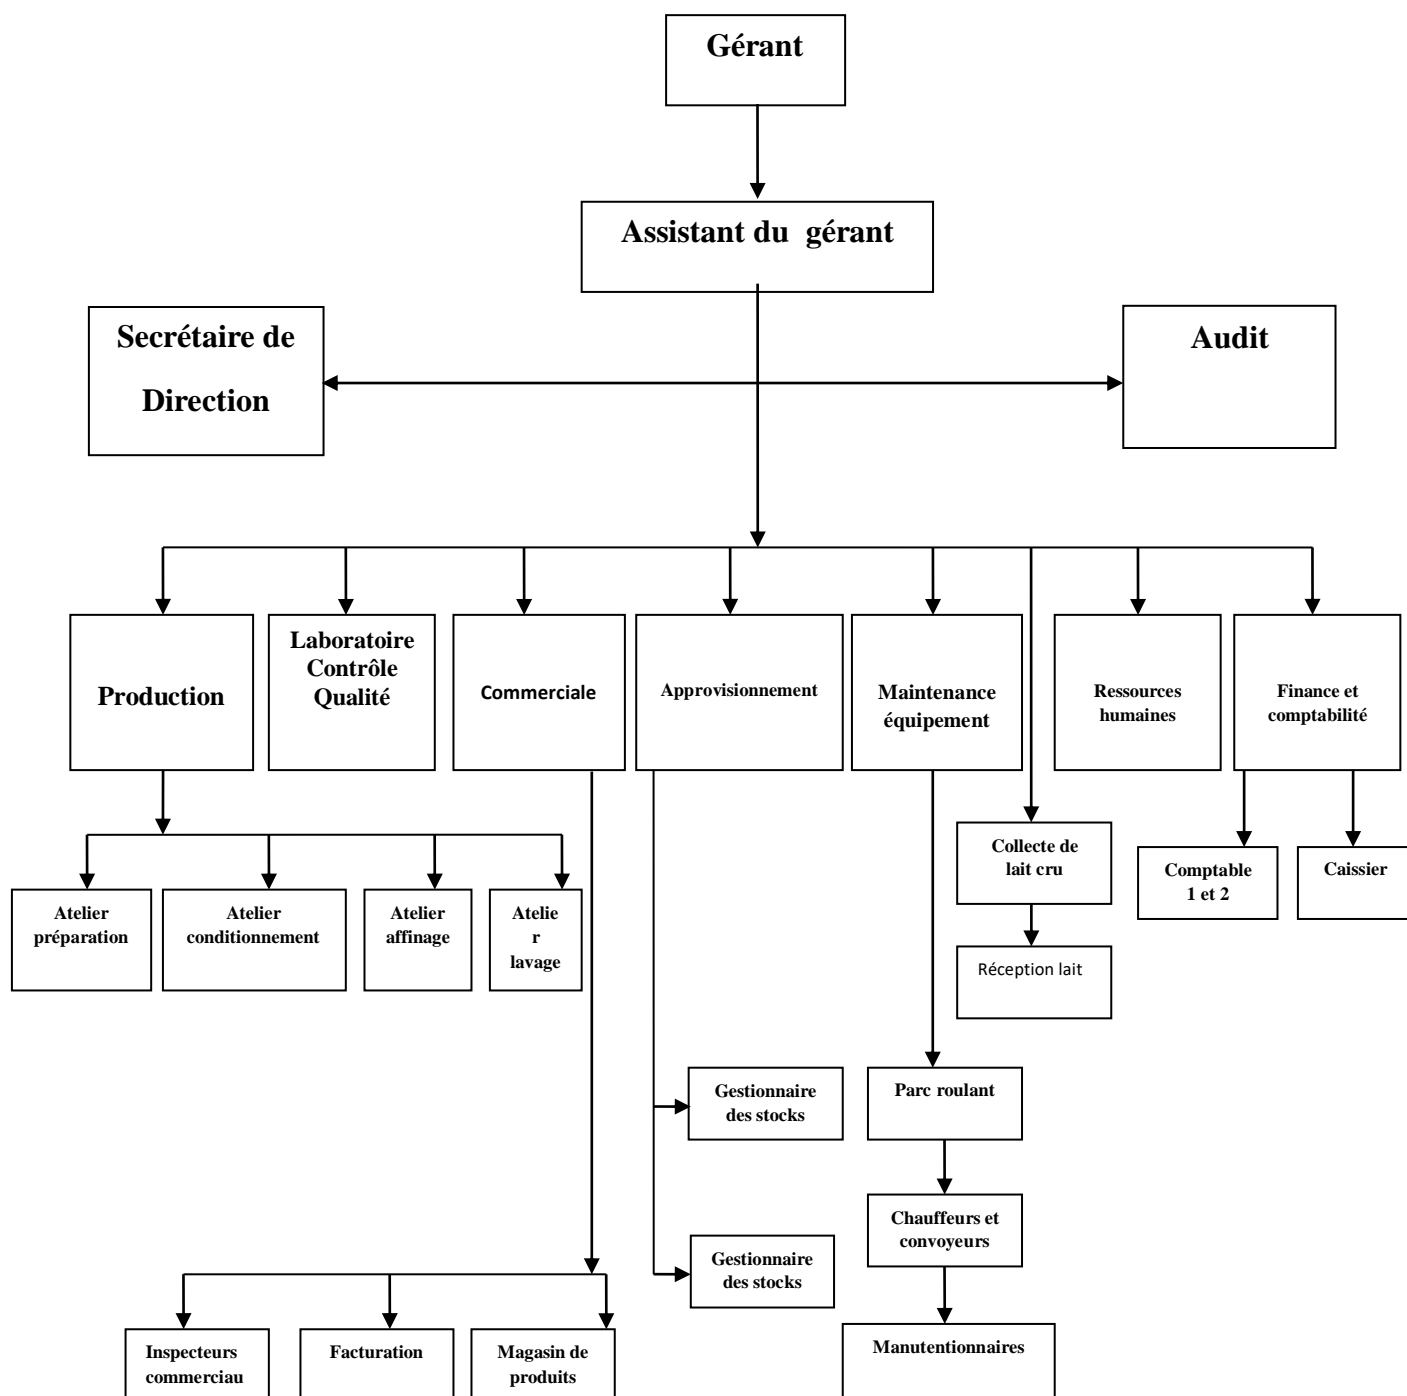 Gérant
Assistant du  gérant
Secrétaire de
Direction
Audit
Production
Laboratoire
Contrôle
Qualité
Commerciale
Approvisionnement
Maintenance
équipement
Ressources
humaines
Finance et
comptabilité
Collecte de
lait cru
Comptable
1 et 2
Caissier
Atelier
préparation
Atelier
conditionnement
Atelier
affinage
Atelie
r
lavage
Réception lait
Gestionnaire
des stocks
Parc roulant
Chauffeurs et
convoyeurs
Gestionnaire
des stocks
Inspecteurs
commerciau
Facturation
Magasin de
produits
Manutentionnaires